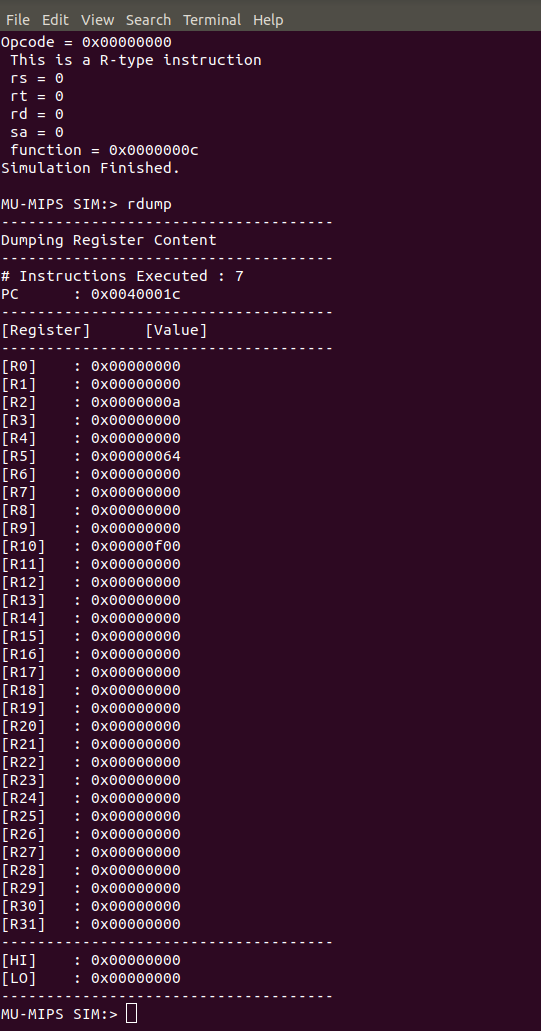 File Edit View Search Terminal Help
Opcode = 0x00000000
This is a R-type instruction
rs = 0
rt = 0
rd = 0
sa = 0
function = 0x0000000c
Simulation Finished.
MU-MIPS SIM:> rdump
-------------------------------------
Dumping Register Content
-------------------------------------
# Instructions Executed : 7
PC : 0x0040001c
-------------------------------------
[Register] [Value]
-------------------------------------
[R0] : 0x00000000
[R1] : 0x00000000
[R2] : 0x0000000a
[R3] : 0x00000000
[R4] : 0x00000000
[R5] : 0x00000064
[R6] : 0x00000000
[R7] : 0x00000000
[R8] : 0x00000000
[R9] : 0x00000000
[R10] : 0x00000f00
[R11] : 0x00000000
[R12] : 0x00000000
[R13] : 0x00000000
[R14] : 0x00000000
[R15] : 0x00000000
[R16] : 0x00000000
[R17] : 0x00000000
[R18] : 0x00000000
[R19] : 0x00000000
[R20] : 0x00000000
[R21] : 0x00000000
[R22] : 0x00000000
[R23] : 0x00000000
[R24] : 0x00000000
[R25] : 0x00000000
[R26] : 0x00000000
[R27] : 0x00000000
[R28] : 0x00000000
[R29] : 0x00000000
[R30] : 0x00000000
[R31] : 0x00000000
-------------------------------------
[HI] : 0x00000000
[LO] : 0x00000000
-------------------------------------
MU-MIPS SIM:>